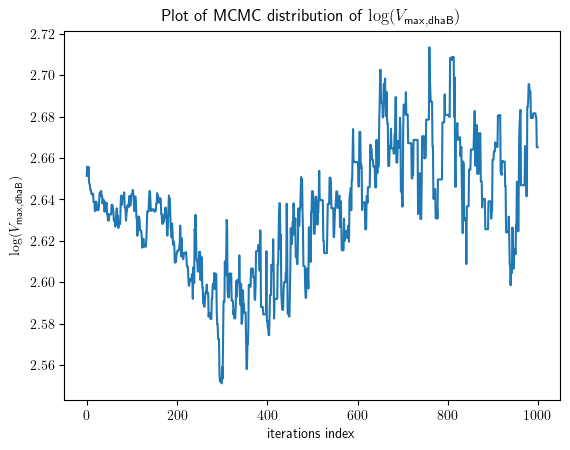 Plot of MCMC distribution of log(V_max,dhaB)
log(V_max,dhaB)
2.72
2.70
2.68
2.66
2.64
2.62
2.60
2.58
2.56
0 200 400 600 800 1000
iterations index